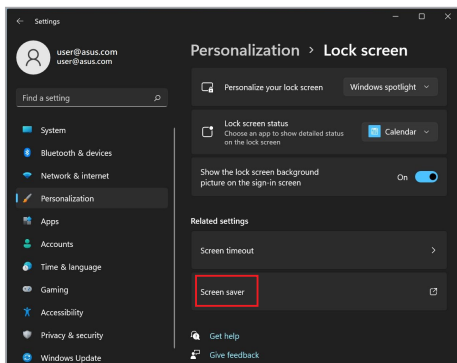 Settings
user@asus.com
user@asus.com
Find a setting
System
Bluetooth & devices
Network & internet
Personalization
Apps
Accounts
Time & language
Gaming
Accessibility
Privacy & security
Windows Update
Personalization > Lock screen
Personalize your lock screen
Windows spotlight
Lock screen status
Choose an app to show detailed status
on the lock screen
Calendar
Show the lock screen background
picture on the sign-in screen
On
Related settings
Screen timeout
Screen saver
Get help
Give feedback